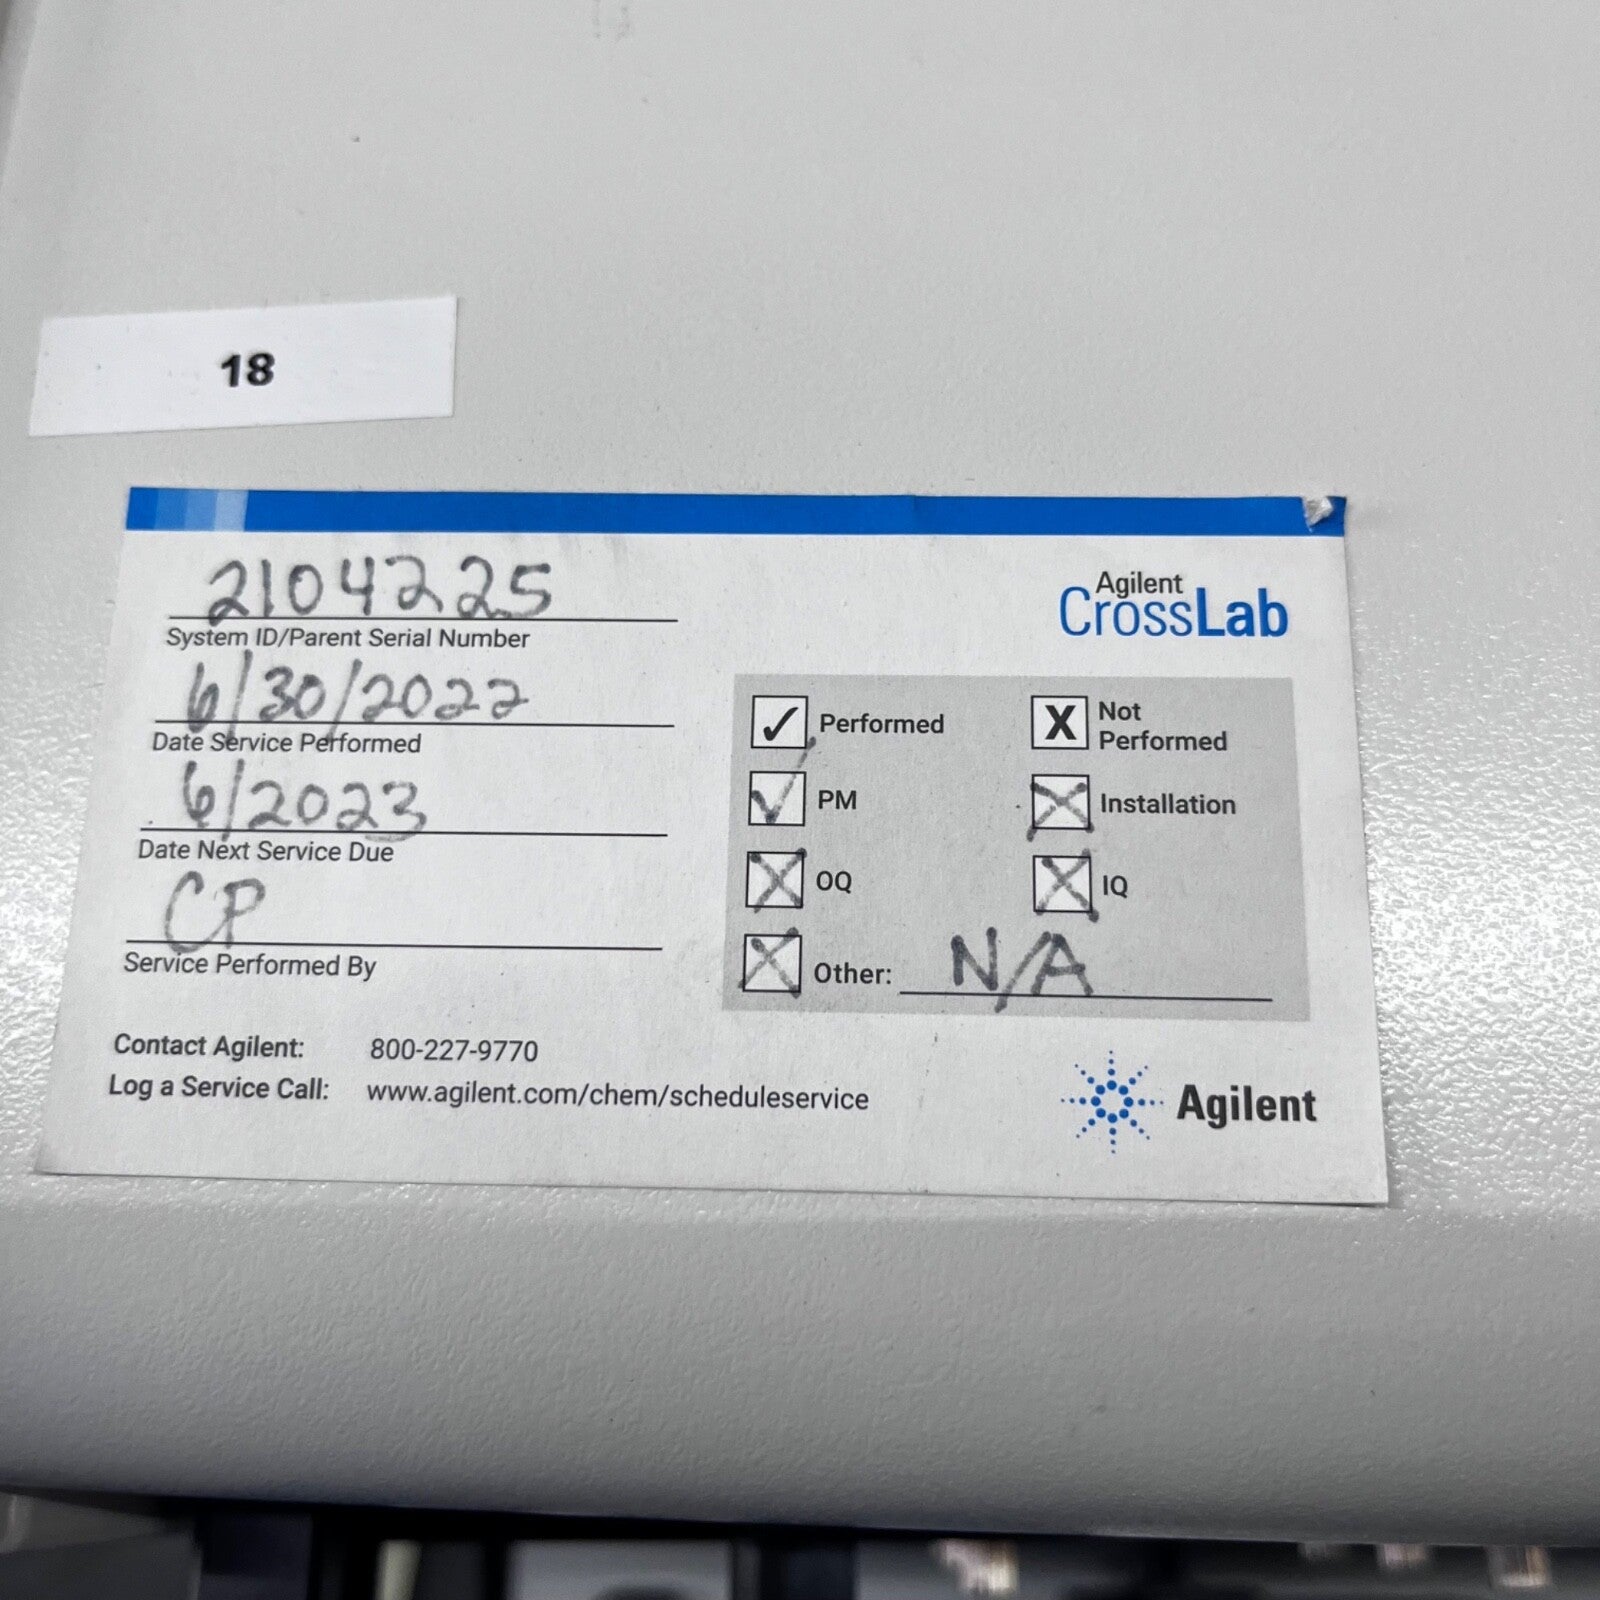 18
2104225
System ID/Parent Serial Number
6/30/2022
Date Service Performed
6/2023
Date Next Service Due
CP
Service Performed By
Contact Agilent: 800-227-9770
Log a Service Call: www.agilent.com/chem/scheduleservice
Agilent
CrossLab
✓ Performed
X Not
Performed
✓ PM
X Installation
X OQ
X IQ
X Other: N/A
Agilent